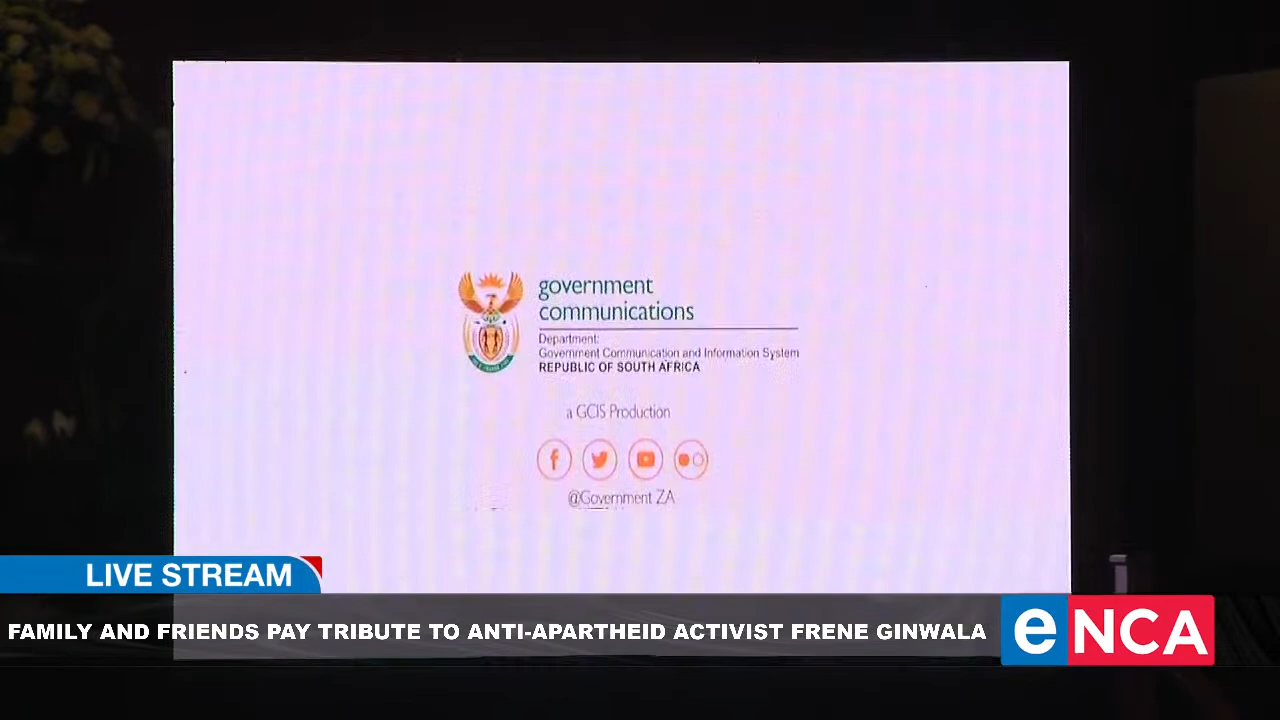 government
communications
Department:
Government Communication and Information System
REPUBLIC OF SOUTH AFRICA
a GCIS Production
@Government ZA
LIVE STREAM
FAMILY AND FRIENDS PAY TRIBUTE TO ANTI-APARTHEID ACTIVIST FRENE GINWALA
eNCA